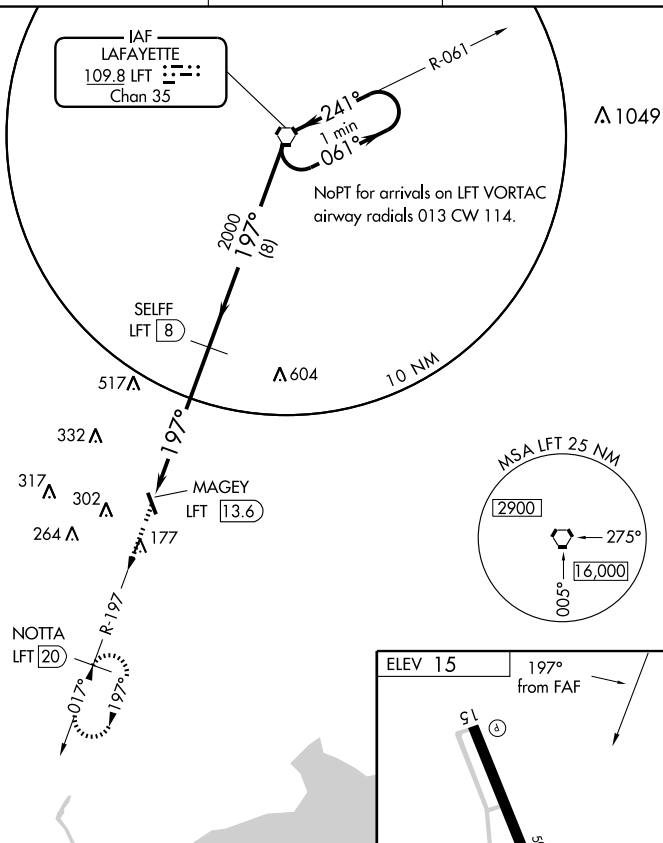 IAF
LAFAYETTE
109.8 LFT
Chan 35
R-061
241°
1 min
061°
1049
NoPT for arrivals on LFT VORTAC
airway radials 013 CW 114.
2000
197°
(8)
SELFF
LFT 8
604
10 NM
517
197°
332
317
302
264
177
MAGEY
LFT 13.6
MSA LFT 25 NM
2900
275°
16,000
005°
R-197
NOTTA
LFT 20
017°
197°
ELEV 15
197°
from FAF
15
P